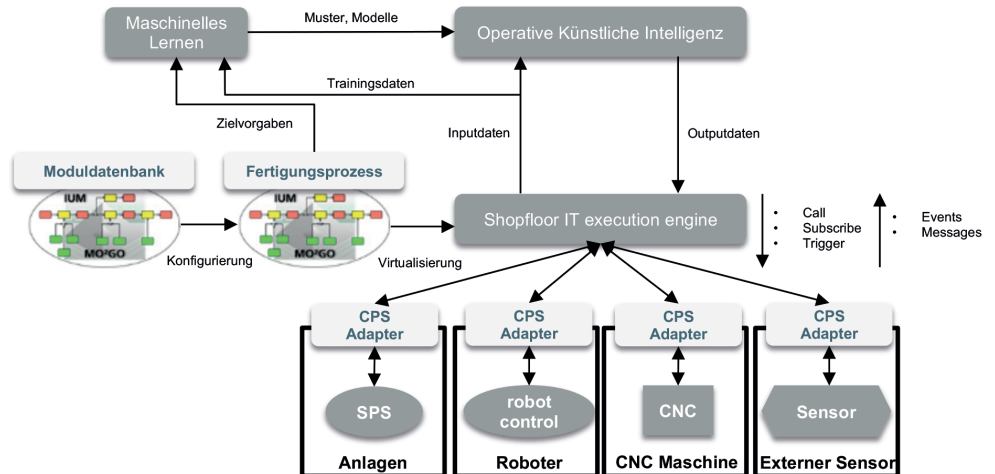 Maschinelles
Lernen
Muster, Modelle
Operative Künstliche Intelligenz
Trainingsdaten
Zielvorgaben
Inputdaten
Outputdaten
Moduldatenbank
Fertigungsprozess
IUM
MO²GO
IUM
MO²GO
Konfigurierung
Virtualisierung
Shopfloor IT execution engine
• Call
• Subscribe
• Trigger
• Events
• Messages
CPS
Adapter
CPS
Adapter
CPS
Adapter
CPS
Adapter
SPS
robot
control
CNC
Sensor
Anlagen
Roboter
CNC Maschine
Externer Sensor